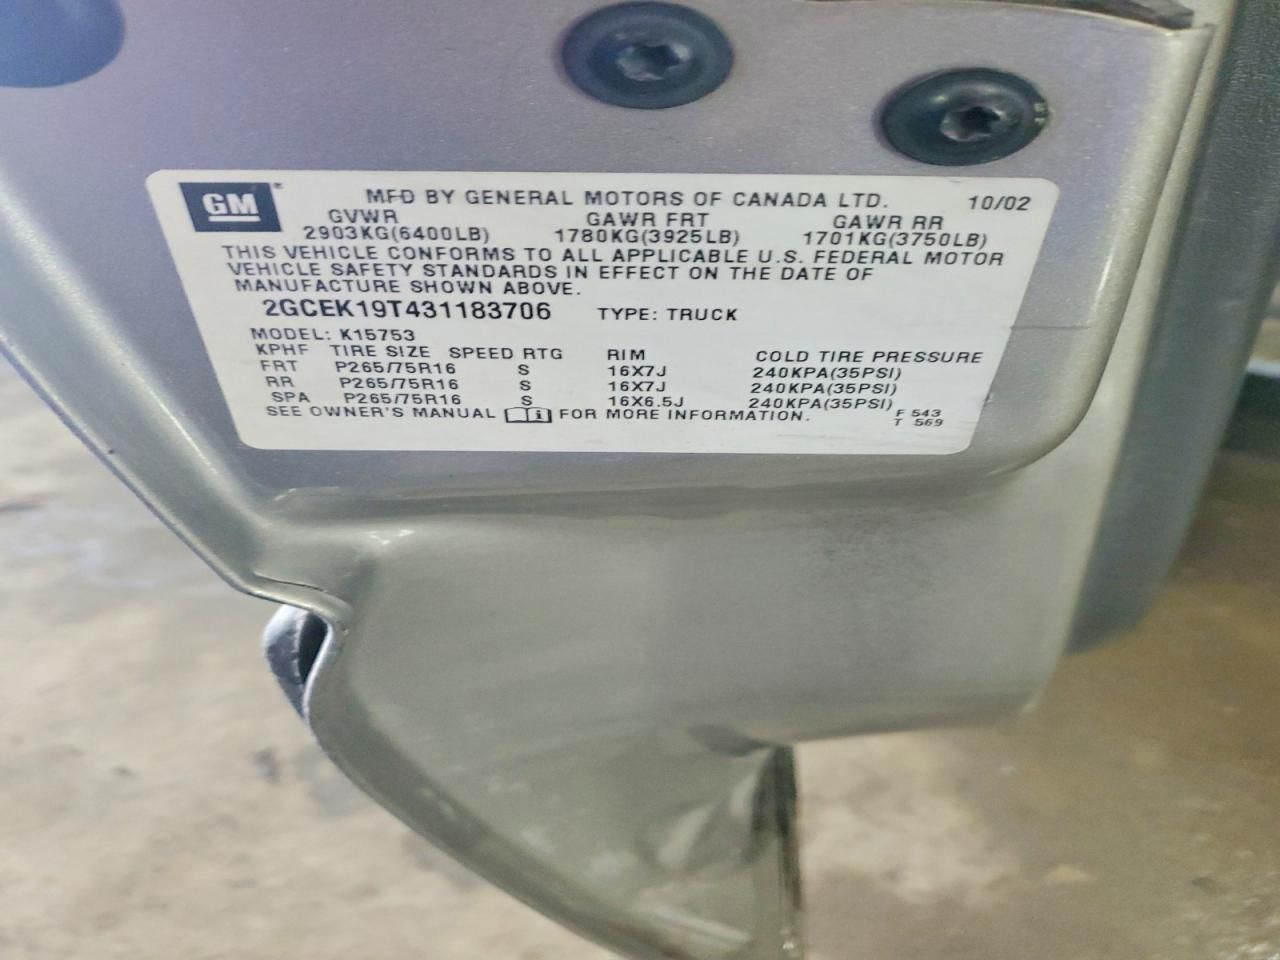 GM MFD BY GENERAL MOTORS OF CANADA LTD. 10/02
GVWR GAWR FRT GAWR RR
2903KG(6400LB) 1780KG(3925LB) 1701KG(3750LB)
THIS VEHICLE CONFORMS TO ALL APPLICABLE U.S. FEDERAL MOTOR
VEHICLE SAFETY STANDARDS IN EFFECT ON THE DATE OF
MANUFACTURE SHOWN ABOVE.
2GCEK19T431183706 TYPE: TRUCK
MODEL: K15753
KPHF TIRE SIZE SPEED RTG RIM COLD TIRE PRESSURE
FRT P265/75R16 S 16X7J 240KPA(35PSI)
RR P265/75R16 S 16X7J 240KPA(35PSI)
SPA P265/75R16 S 16X6.5J 240KPA(35PSI)
SEE OWNER'S MANUAL FOR MORE INFORMATION. F 543
T 569